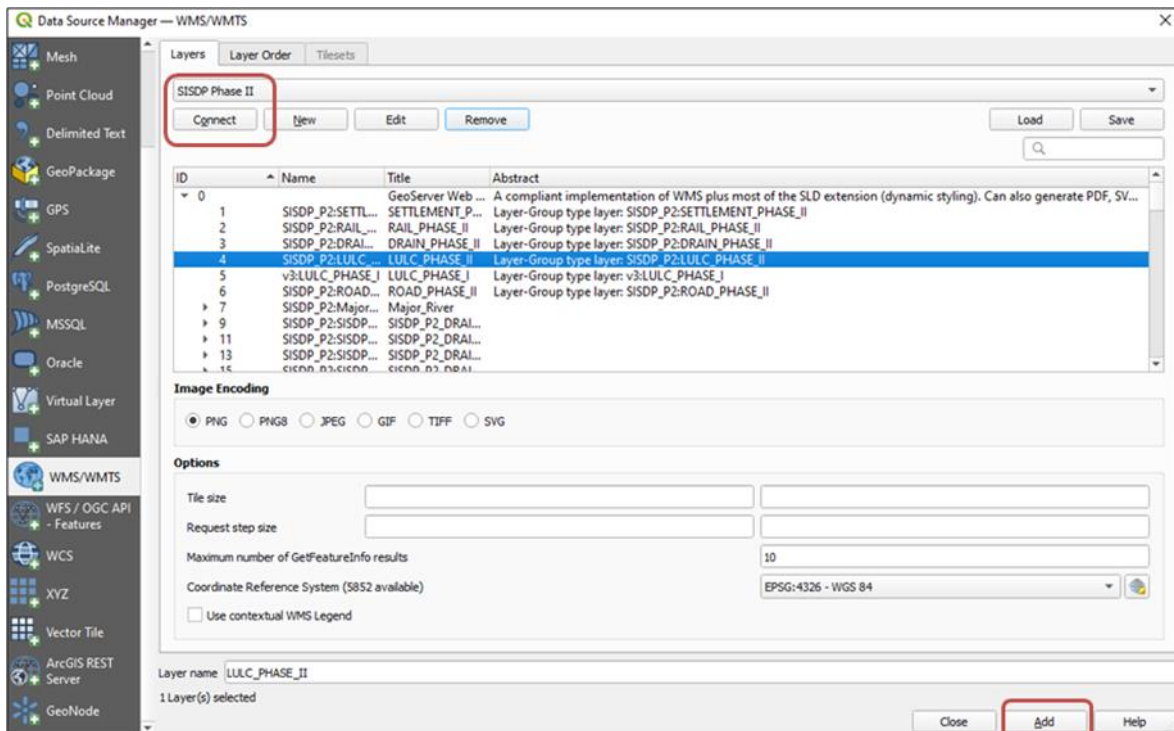 Data Source Manager — WMS/WMTS
Mesh
Point Cloud
Delimited Text
GeoPackage
GPS
SpatiaLite
PostgreSQL
MSSQL
Oracle
Virtual Layer
SAP HANA
WMS/WMTS
WFS / OGC API
- Features
WCS
XYZ
Vector Tile
ArcGIS REST
Server
GeoNode
Layers Layer Order Tilesets
SISDP Phase II
Connect New Edit Remove Load Save
ID Name Title Abstract
0 GeoServer Web ... A compliant implementation of WMS plus most of the SLD extension (dynamic styling). Can also generate PDF, SV...
1 SISDP_P2:SETTL... SETTLEMENT_P... Layer-Group type layer: SISDP_P2:SETTLEMENT_PHASE_II
2 SISDP_P2:RAIL_... RAIL_PHASE_II Layer-Group type layer: SISDP_P2:RAIL_PHASE_II
3 SISDP_P2:DRAI... DRAIN_PHASE_II Layer-Group type layer: SISDP_P2:DRAIN_PHASE_II
4 SISDP_P2:LULC_... LULC_PHASE_II Layer-Group type layer: SISDP_P2:LULC_PHASE_II
5 v3:LULC_PHASE_I LULC_PHASE_I Layer-Group type layer: v3:LULC_PHASE_I
6 SISDP_P2:ROAD... ROAD_PHASE_II Layer-Group type layer: SISDP_P2:ROAD_PHASE_II
7 SISDP_P2:Major... Major_River
9 SISDP_P2:SISDP... SISDP_P2_DRAI...
11 SISDP_P2:SISDP... SISDP_P2_DRAI...
13 SISDP_P2:SISDP... SISDP_P2_DRAI...
15 SISDP_P2:SISDP... SISDP_P2_DRAI...
Image Encoding
PNG PNG8 JPEG GIF TIFF SVG
Options
Tile size
Request step size
Maximum number of GetFeatureInfo results 10
Coordinate Reference System (5852 available) EPSG:4326 - WGS 84
Use contextual WMS Legend
Layer name LULC_PHASE_II
1 Layer(s) selected
Close Add Help